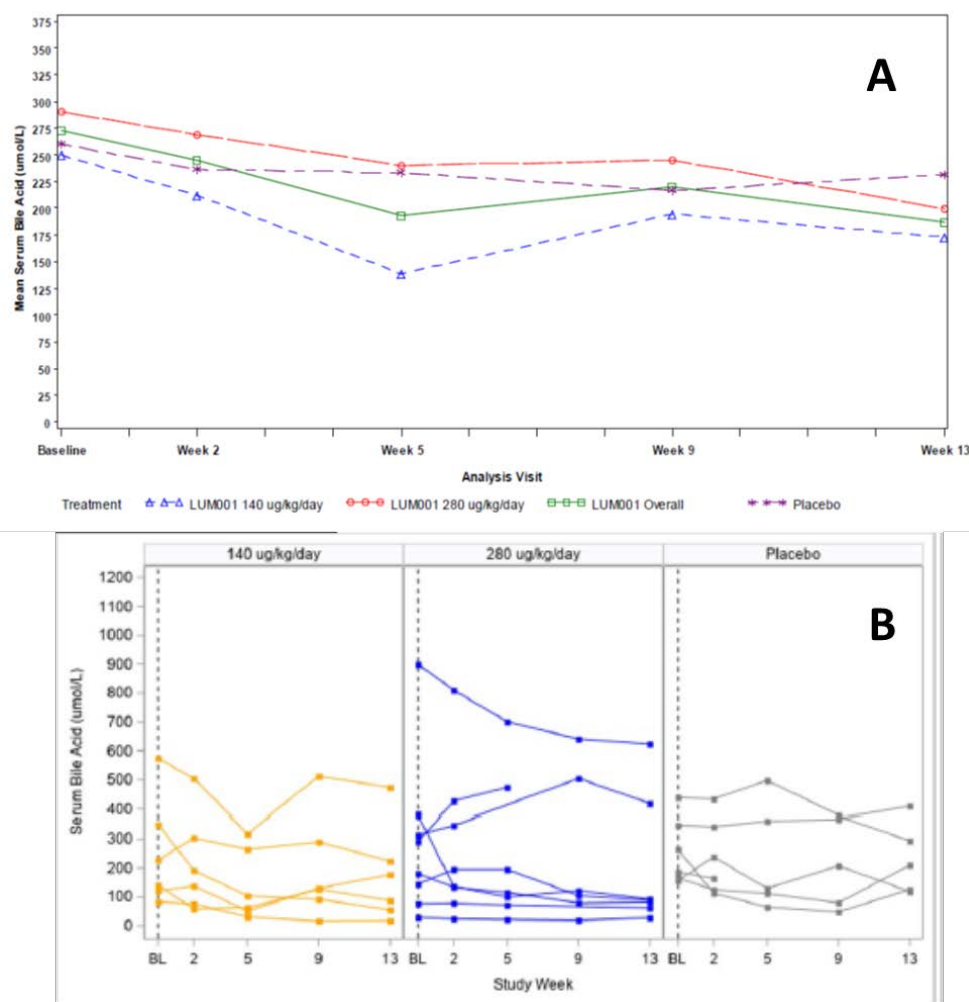 A
Mean Serum Bile Acid (umol/L)
375
350
325
300
275
250
225
200
175
150
125
100
75
50
25
0
Baseline Week 2 Week 5 Week 9 Week 13
Analysis Visit
Treatment LUM001 140 ug/kg/day LUM001 280 ug/kg/day LUM001 Overall Placebo
140 ug/kg/day 280 ug/kg/day Placebo
B
Serum Bile Acid (umol/L)
1200
1100
1000
900
800
700
600
500
400
300
200
100
0
BL 2 5 9 13 BL 2 5 9 13 BL 2 5 9 13
Study Week